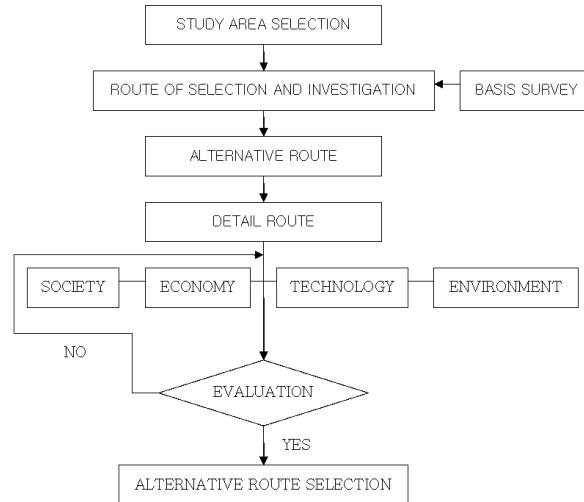 STUDY AREA SELECTION
ROUTE OF SELECTION AND INVESTIGATION
BASIS SURVEY
ALTERNATIVE ROUTE
DETAIL ROUTE
SOCIETY
ECONOMY
TECHNOLOGY
ENVIRONMENT
NO
EVALUATION
YES
ALTERNATIVE ROUTE SELECTION